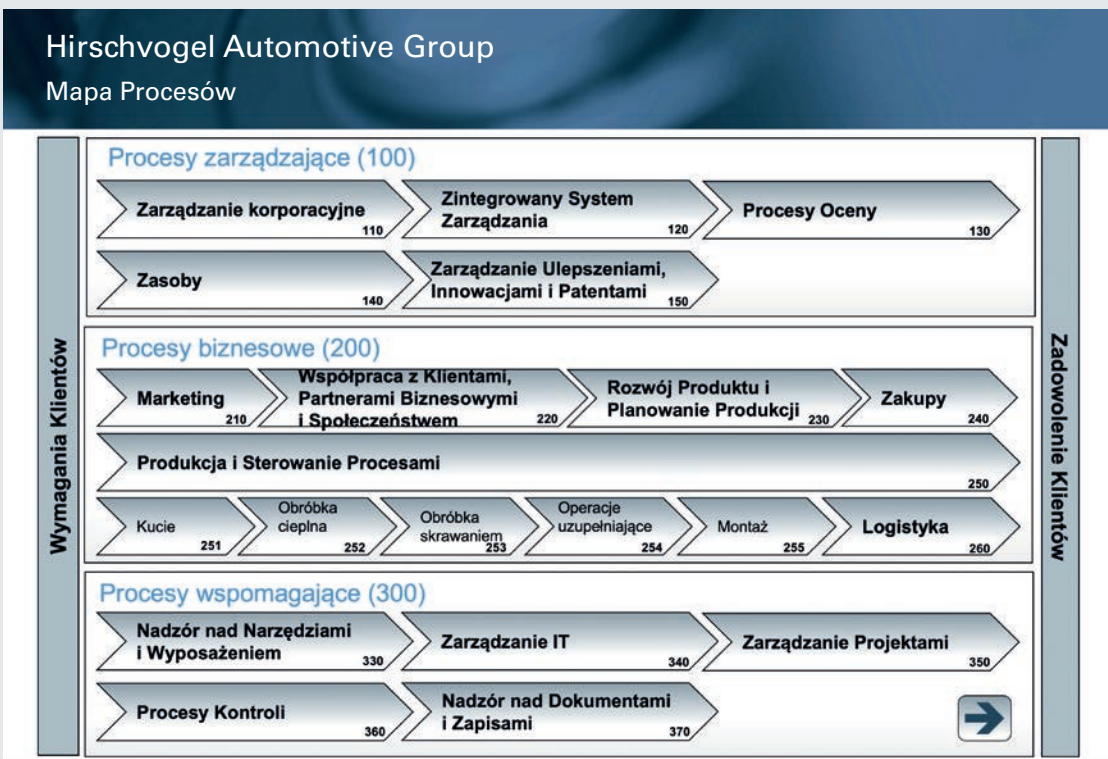 Hirschvogel Automotive Group
Mapa Procesów
Wymagania Klientów
Procesy zarządzające (100)
Zarządzanie korporacyjne
110
Zintegrowany System
Zarządzania
120
Procesy Oceny
130
Zasoby
140
Zarządzanie Ulepszeniami,
Innowacjami i Patentami
150
Procesy biznesowe (200)
Marketing
210
Współpraca z Klientami,
Partnerami Biznesowymi
i Społeczeństwem
220
Rozwój Produktu i
Planowanie Produkcji
230
Zakupy
240
Produkcja i Sterowanie Procesami
250
Kucie
251
Obróbka
cieplna
252
Obróbka
skrawaniem
253
Operacje
uzupełniające
254
Montaż
255
Logistyka
260
Procesy wspomagające (300)
Nadzór nad Narzędziami
i Wyposażeniem
330
Zarządzanie IT
340
Zarządzanie Projektami
350
Procesy Kontroli
360
Nadzór nad Dokumentami
i Zapisami
370
Zadowolenie Klientów